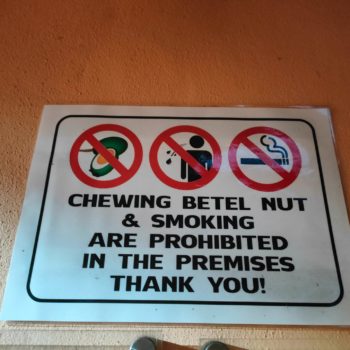 CHEWING BETEL NUT
& SMOKING
ARE PROHIBITED
IN THE PREMISES
THANK YOU!